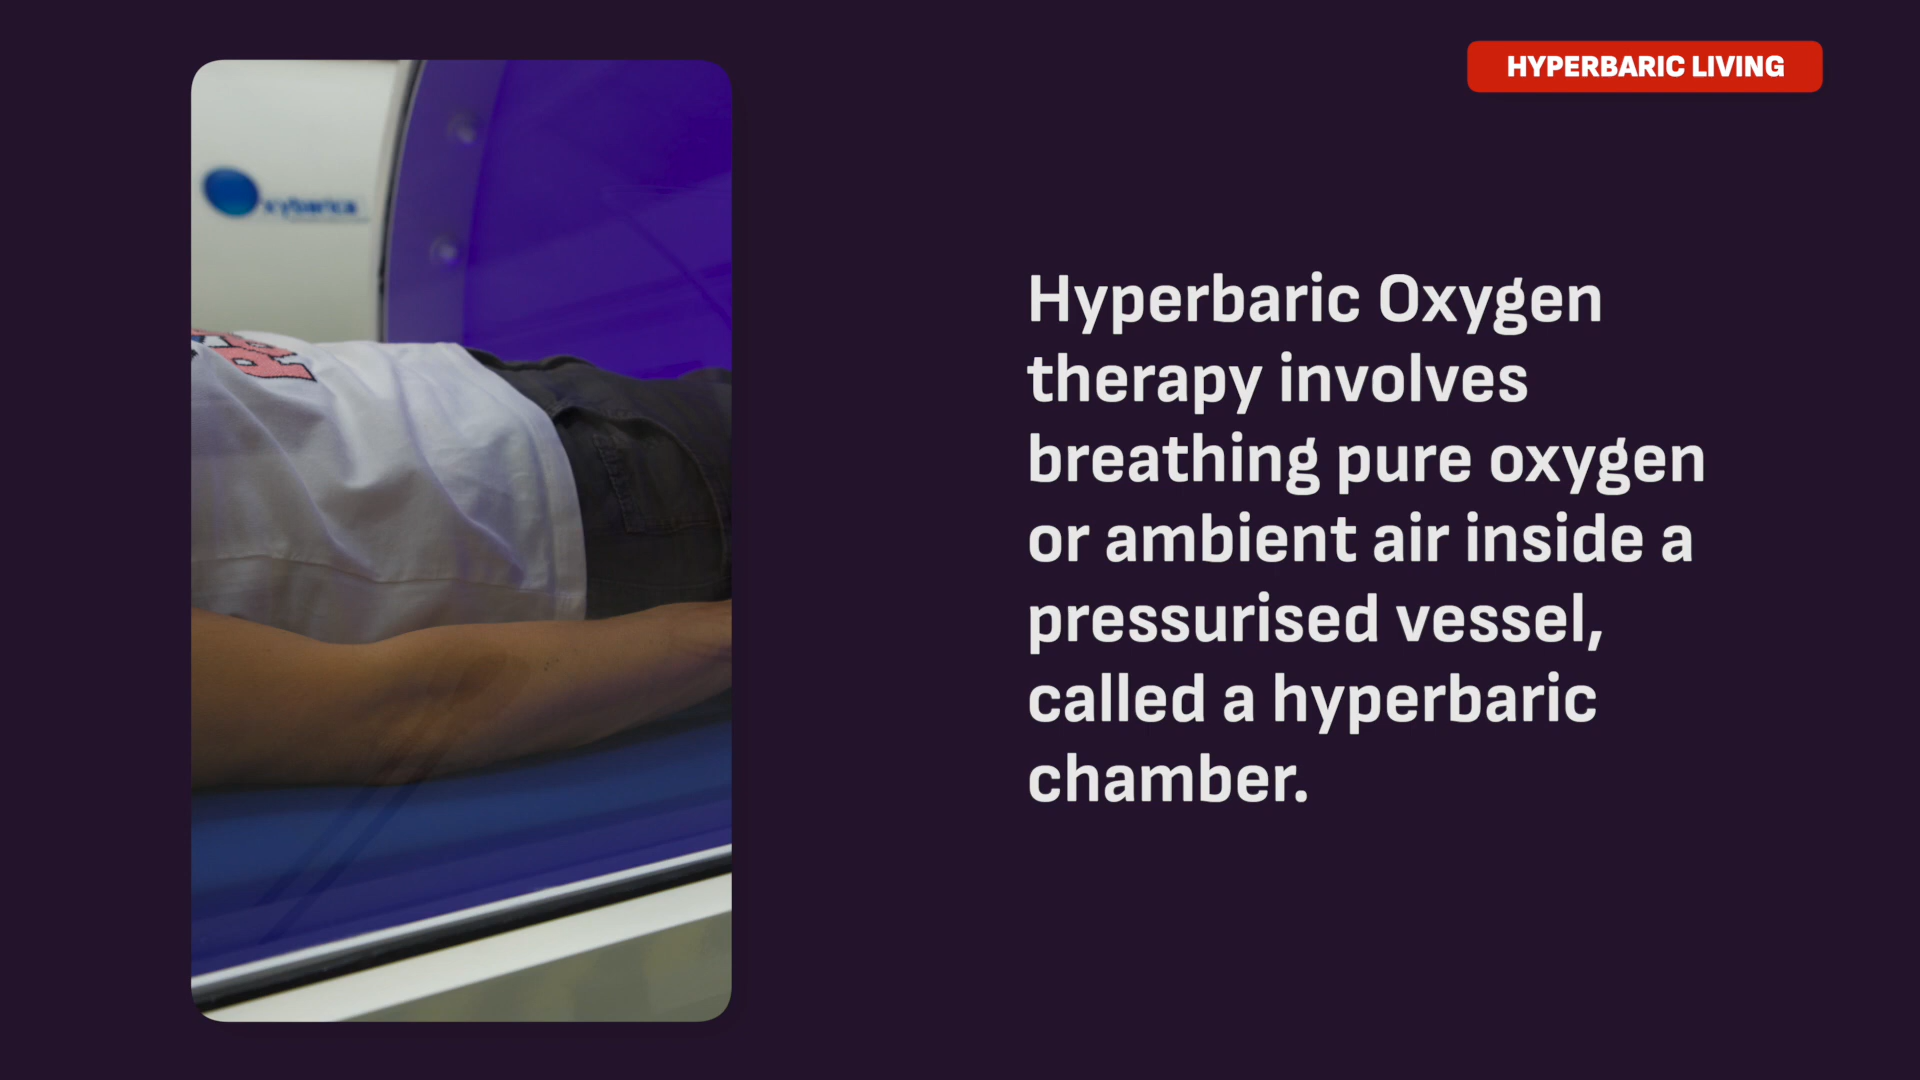 HYPERBARIC LIVING
Hyperbaric Oxygen
therapy involves
breathing pure oxygen
or ambient air inside a
pressurised vessel,
called a hyperbaric
chamber.